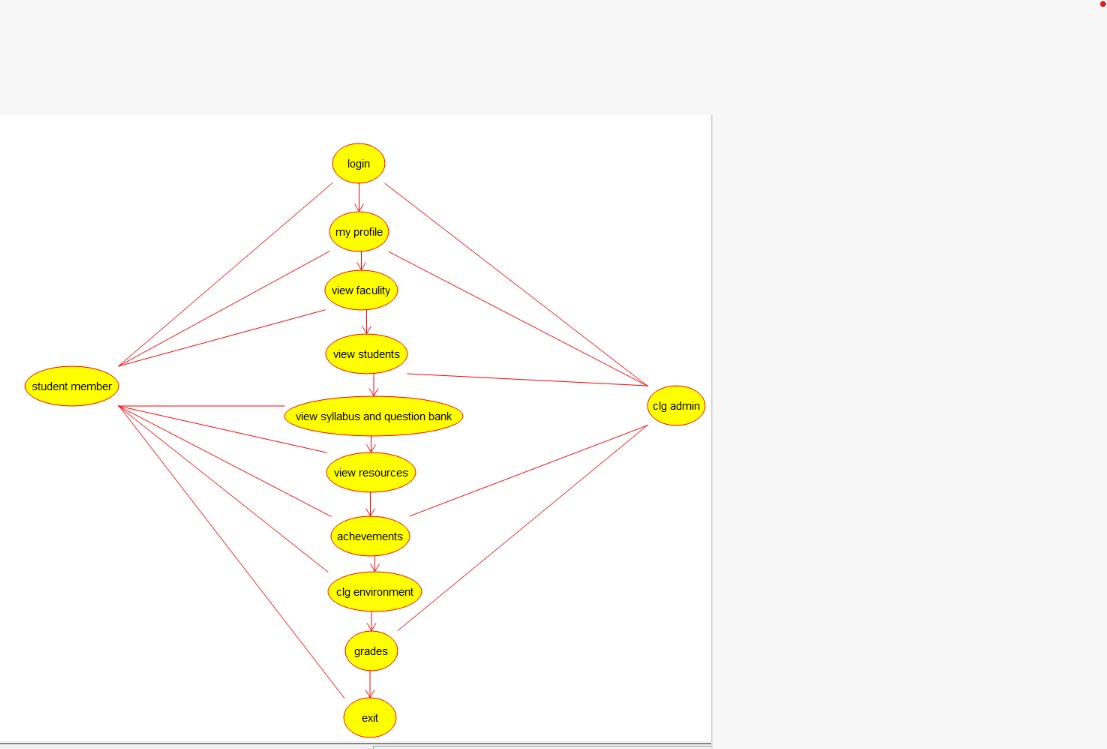 login
my profile
view faculity
view students
student member
clg admin
view syllabus and question bank
view resources
achevements
clg environment
grades
exit